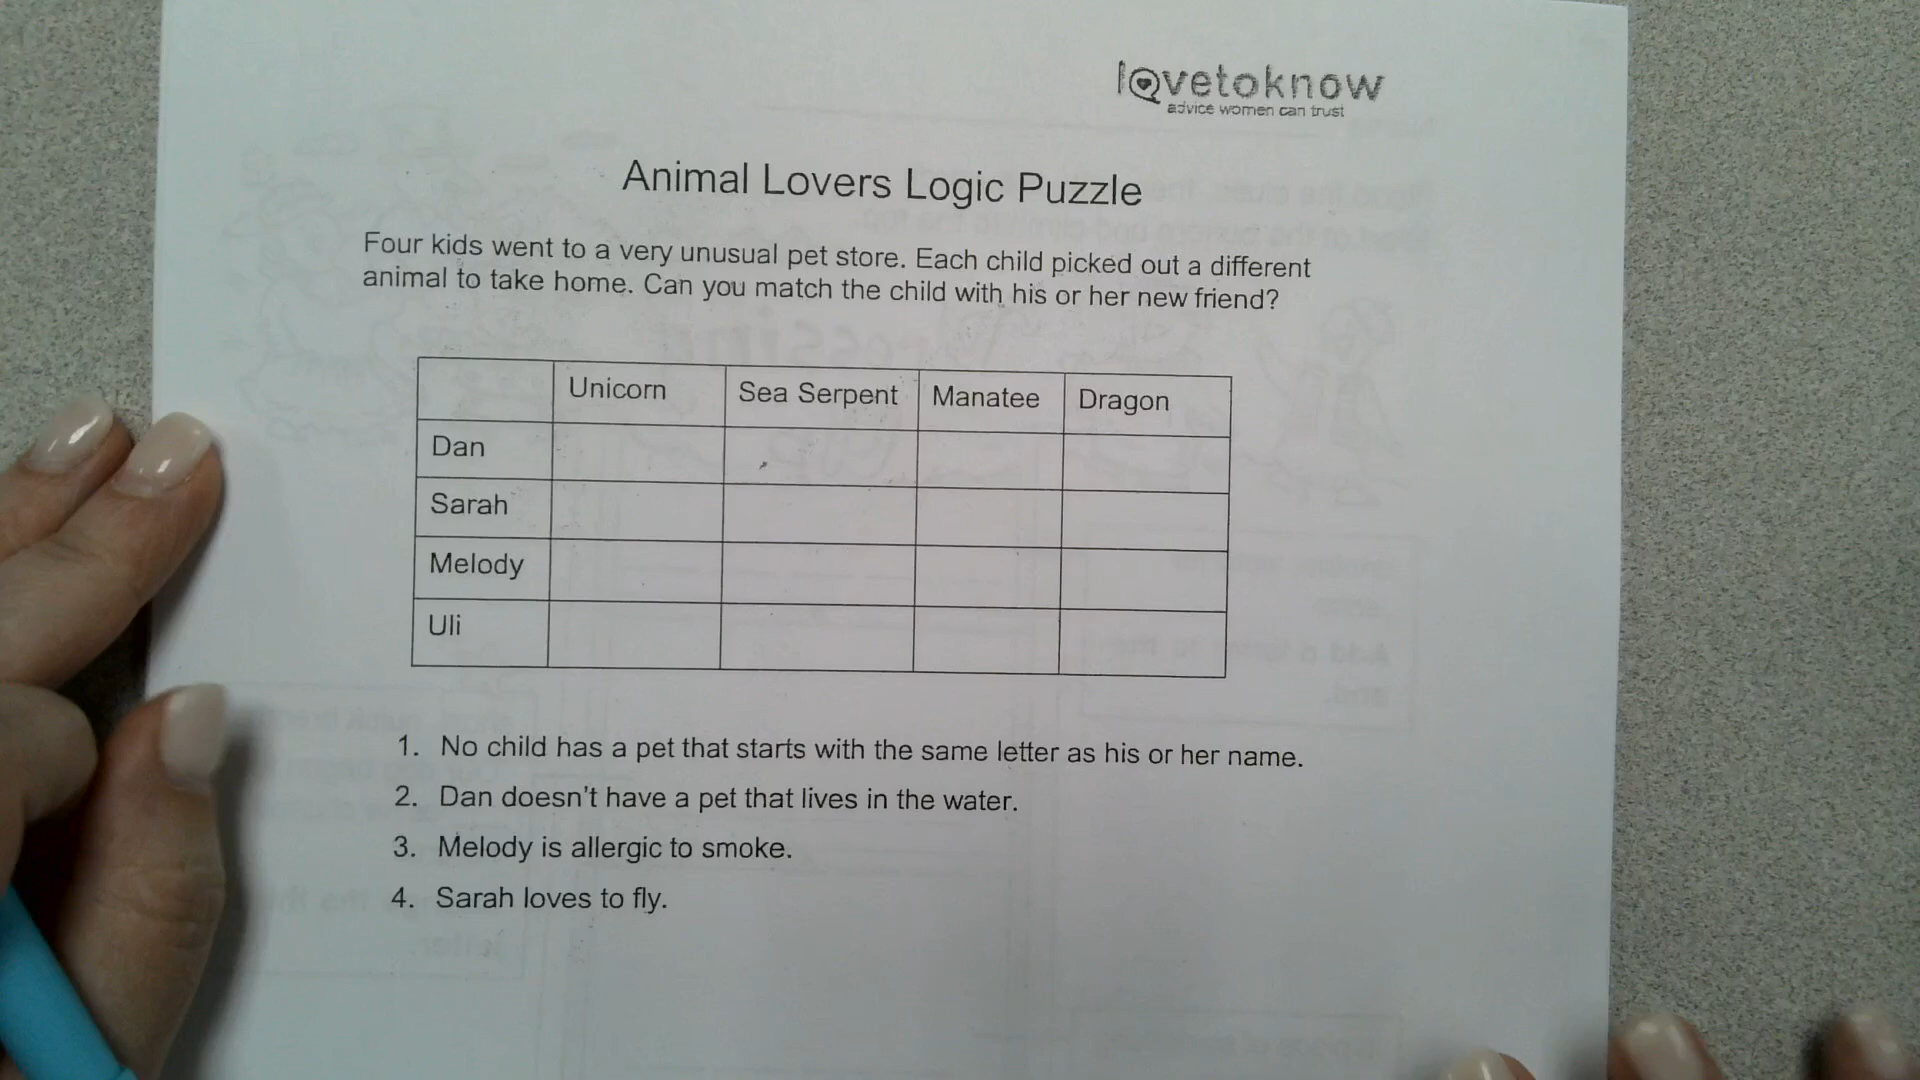 lovetoknow
advice women can trust
Animal Lovers Logic Puzzle
Four kids went to a very unusual pet store. Each child picked out a different
animal to take home. Can you match the child with his or her new friend?
Unicorn Sea Serpent Manatee Dragon
Dan
Sarah
Melody
Uli
1. No child has a pet that starts with the same letter as his or her name.
2. Dan doesn't have a pet that lives in the water.
3. Melody is allergic to smoke.
4. Sarah loves to fly.